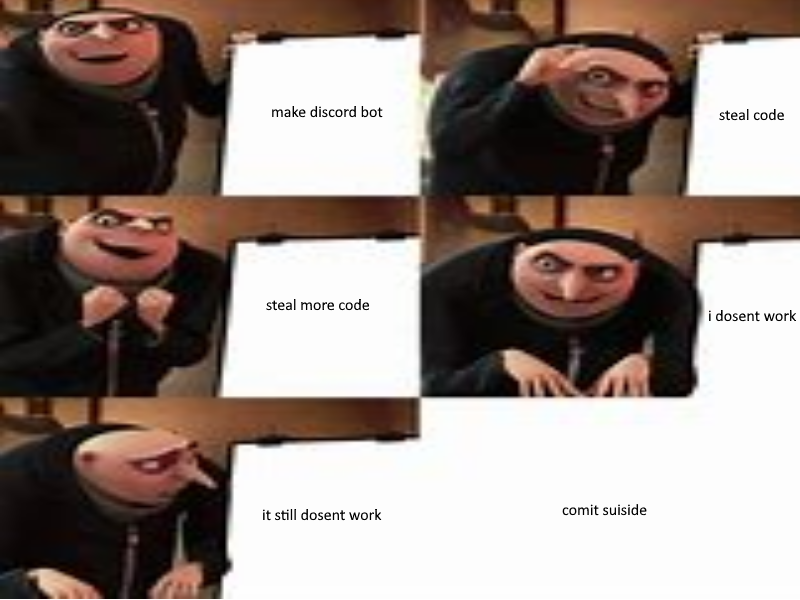 make discord bot
steal code
steal more code
i dosent work
it still dosent work
comit suiside